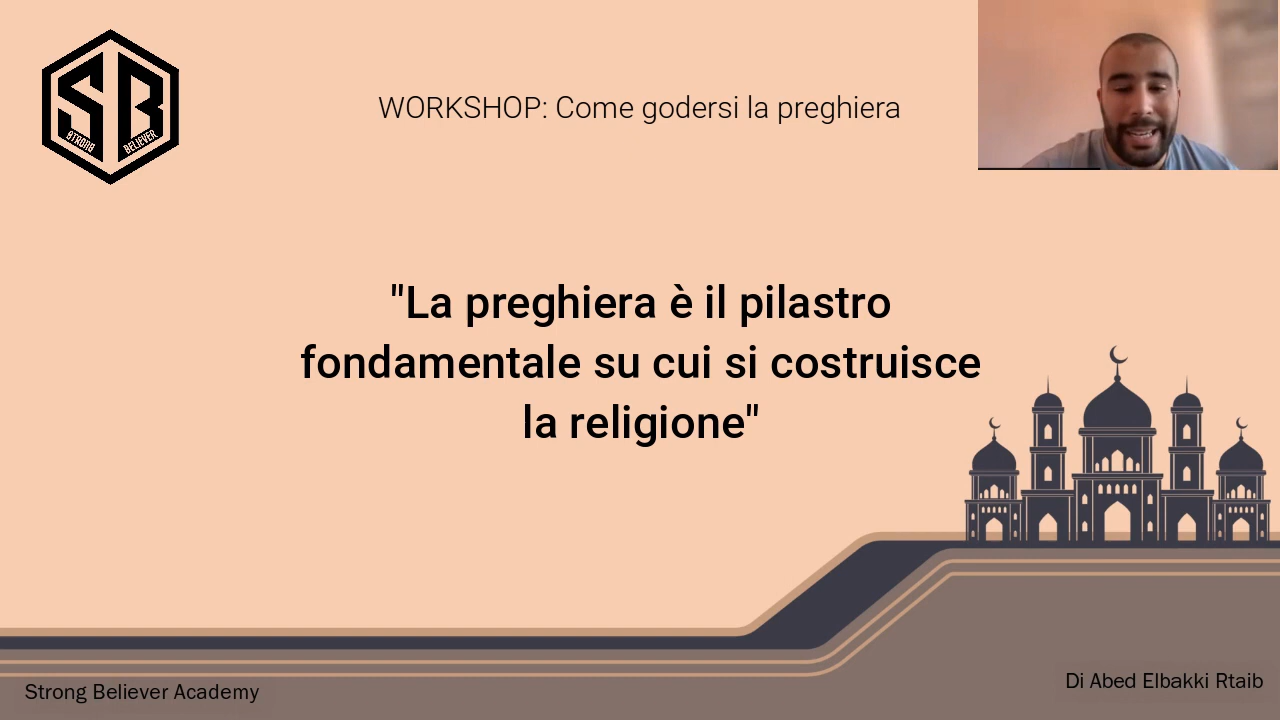 SB
STRONG BELIEVER
WORKSHOP: Come godersi la preghiera
"La preghiera è il pilastro
fondamentale su cui si costruisce
la religione"
Strong Believer Academy
Di Abed Elbakki Rtaib